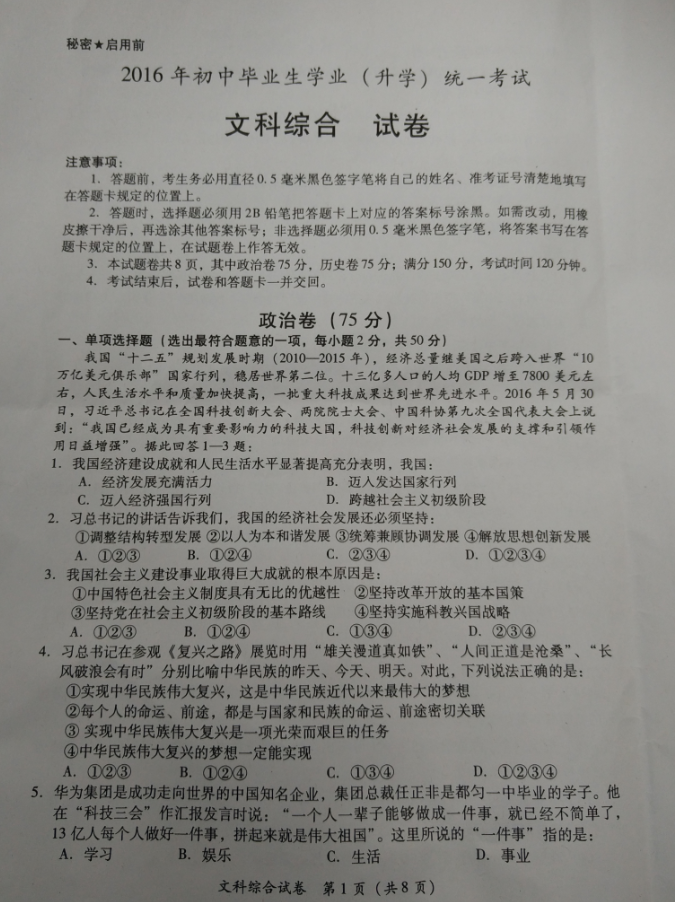 秘密★启用前
2016 年初中毕业生学业（升学）统一考试
文科综合 试卷
注意事项：
1. 答题前，考生务必用直径 0.5 毫米黑色签字笔将自己的姓名、准考证号清楚地填写
在答题卡规定的位置上。
2. 答题时，选择题必须用 2B 铅笔把答题卡上对应的答案标号涂黑。如需改动，用橡
皮擦干净后，再选涂其他答案标号；非选择题必须用 0.5 毫米黑色签字笔，将答案书写在答
题卡规定的位置上，在试题卷上作答无效。
3. 本试题卷共 8 页，其中政治卷 75 分，历史卷 75 分；满分 150 分，考试时间 120 分钟。
4. 考试结束后，试卷和答题卡一并交回。
政治卷（75 分）
一、单项选择题（选出最符合题意的一项，每小题 2 分，共 50 分）
我国“十二五”规划发展时期（2010—2015 年），经济总量继美国之后跨入世界“10
万亿美元俱乐部”国家行列，稳居世界第二位。十三亿多人口的人均 GDP 增至 7800 美元左
右，人民生活水平和质量加快提高，一批重大科技成果达到世界先进水平。2016 年 5 月 30
日，习近平总书记在全国科技创新大会、两院院士大会、中国科协第九次全国代表大会上说
到：“我国已经成为具有重要影响力的科技大国，科技创新对经济社会发展的支撑和引领作
用日益增强”。据此回答 1—3 题：
1. 我国经济建设成就和人民生活水平显著提高充分表明，我国：
A. 经济发展充满活力 B. 迈入发达国家行列
C. 迈入经济强国行列 D. 跨越社会主义初级阶段
2. 习总书记的讲话告诉我们，我国的经济社会发展还必须坚持：
①调整结构转型发展 ②以人为本和谐发展 ③统筹兼顾协调发展 ④解放思想创新发展
A. ①②③ B. ①②④ C. ②③④ D. ①②③④
3. 我国社会主义建设事业取得巨大成就的根本原因是：
①中国特色社会主义制度具有无比的优越性 ②坚持改革开放的基本国策
③坚持党在社会主义初级阶段的基本路线 ④坚持实施科教兴国战略
A. ①②③ B. ①②④ C. ①③④ D. ②③④
4. 习总书记在参观《复兴之路》展览时用“雄关漫道真如铁”、“人间正道是沧桑”、“长
风破浪会有时”分别比喻中华民族的昨天、今天、明天。对此，下列说法正确的是：
①实现中华民族伟大复兴，这是中华民族近代以来最伟大的梦想
②每个人的命运、前途，都是与国家和民族的命运、前途密切关联
③ 实现中华民族伟大复兴是一项光荣而艰巨的任务
④中华民族伟大复兴的梦想一定能实现
A. ①②③ B. ①②④ C. ①③④ D. ①②③④
5. 华为集团是成功走向世界的中国知名企业，集团总裁任正非是都匀一中毕业的学子。他
在“科技三会”作汇报发言时说：“一个人一辈子能够做成一件事，就已经不简单了，
13 亿人每个人做好一件事，拼起来就是伟大祖国”。这里所说的“一件事”指的是：
A. 学习 B. 娱乐 C. 生活 D. 事业
文科综合试卷 第 1 页（共 8 页）